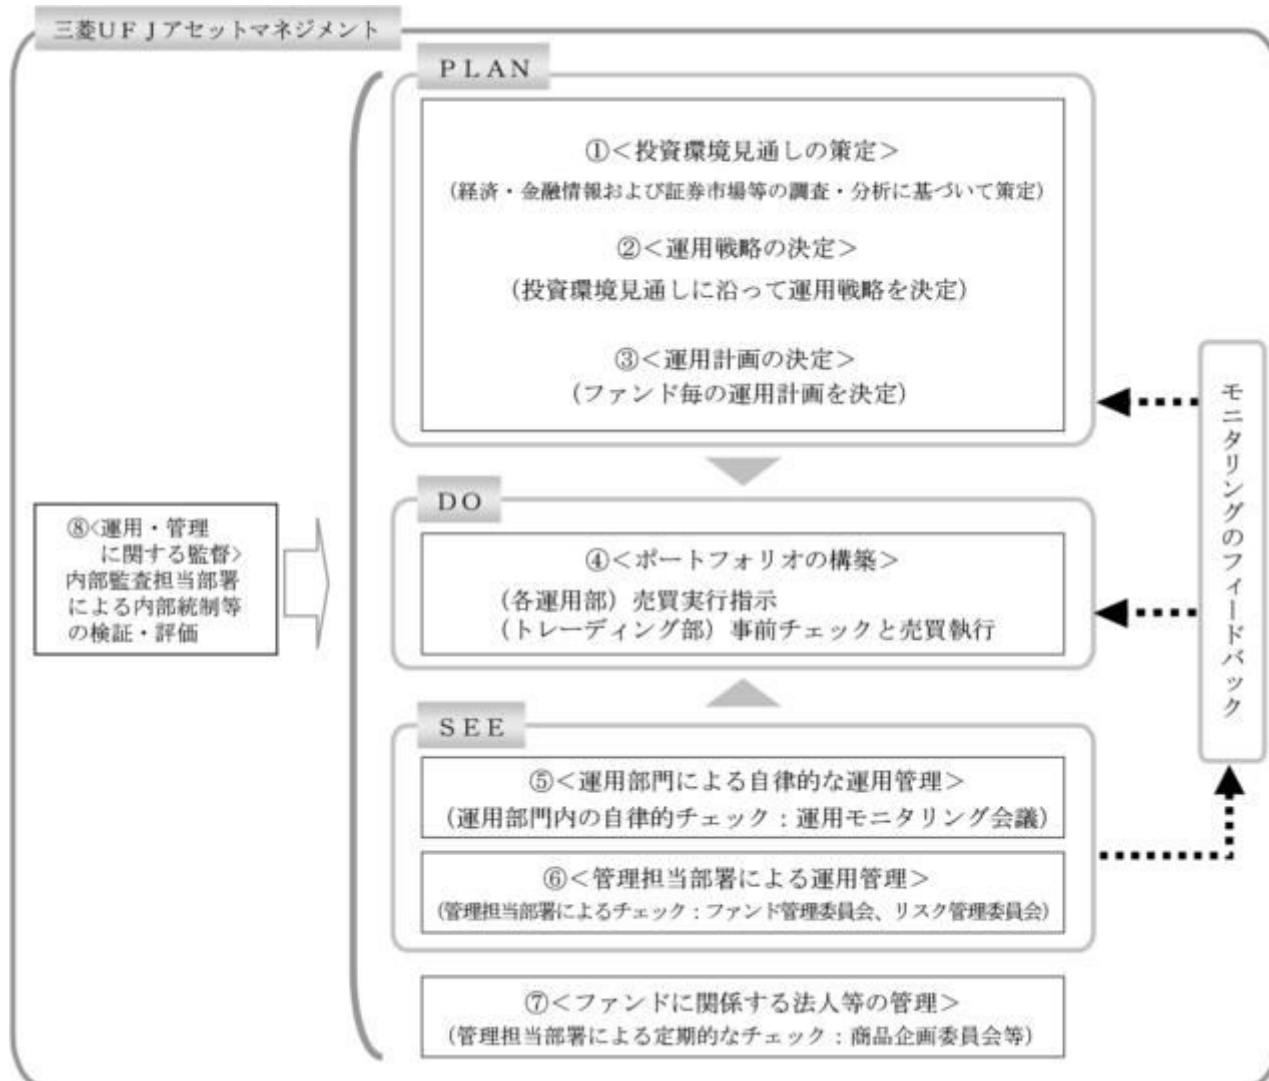 三菱UFJアセットマネジメント
PLAN
①<投資環境見通しの策定>
(経済・金融情報および証券市場等の調査・分析に基づいて策定)
②<運用戦略の決定>
(投資環境見通しに沿って運用戦略を決定)
③<運用計画の決定>
(ファンド毎の運用計画を決定)
DO
④<ポートフォリオの構築>
(各運用部)売買実行指示
(トレーディング部)事前チェックと売買執行
SEE
⑤<運用部門による自律的な運用管理>
(運用部門内の自律的チェック:運用モニタリング会議)
⑥<管理担当部署による運用管理>
(管理担当部署によるチェック:ファンド管理委員会、リスク管理委員会)
⑦<ファンドに関係する法人等の管理>
(管理担当部署による定期的なチェック:商品企画委員会等)
⑧<運用・管理
に関する監督>
内部監査担当部署
による内部統制等
の検証・評価
モニタリングのフィードバック